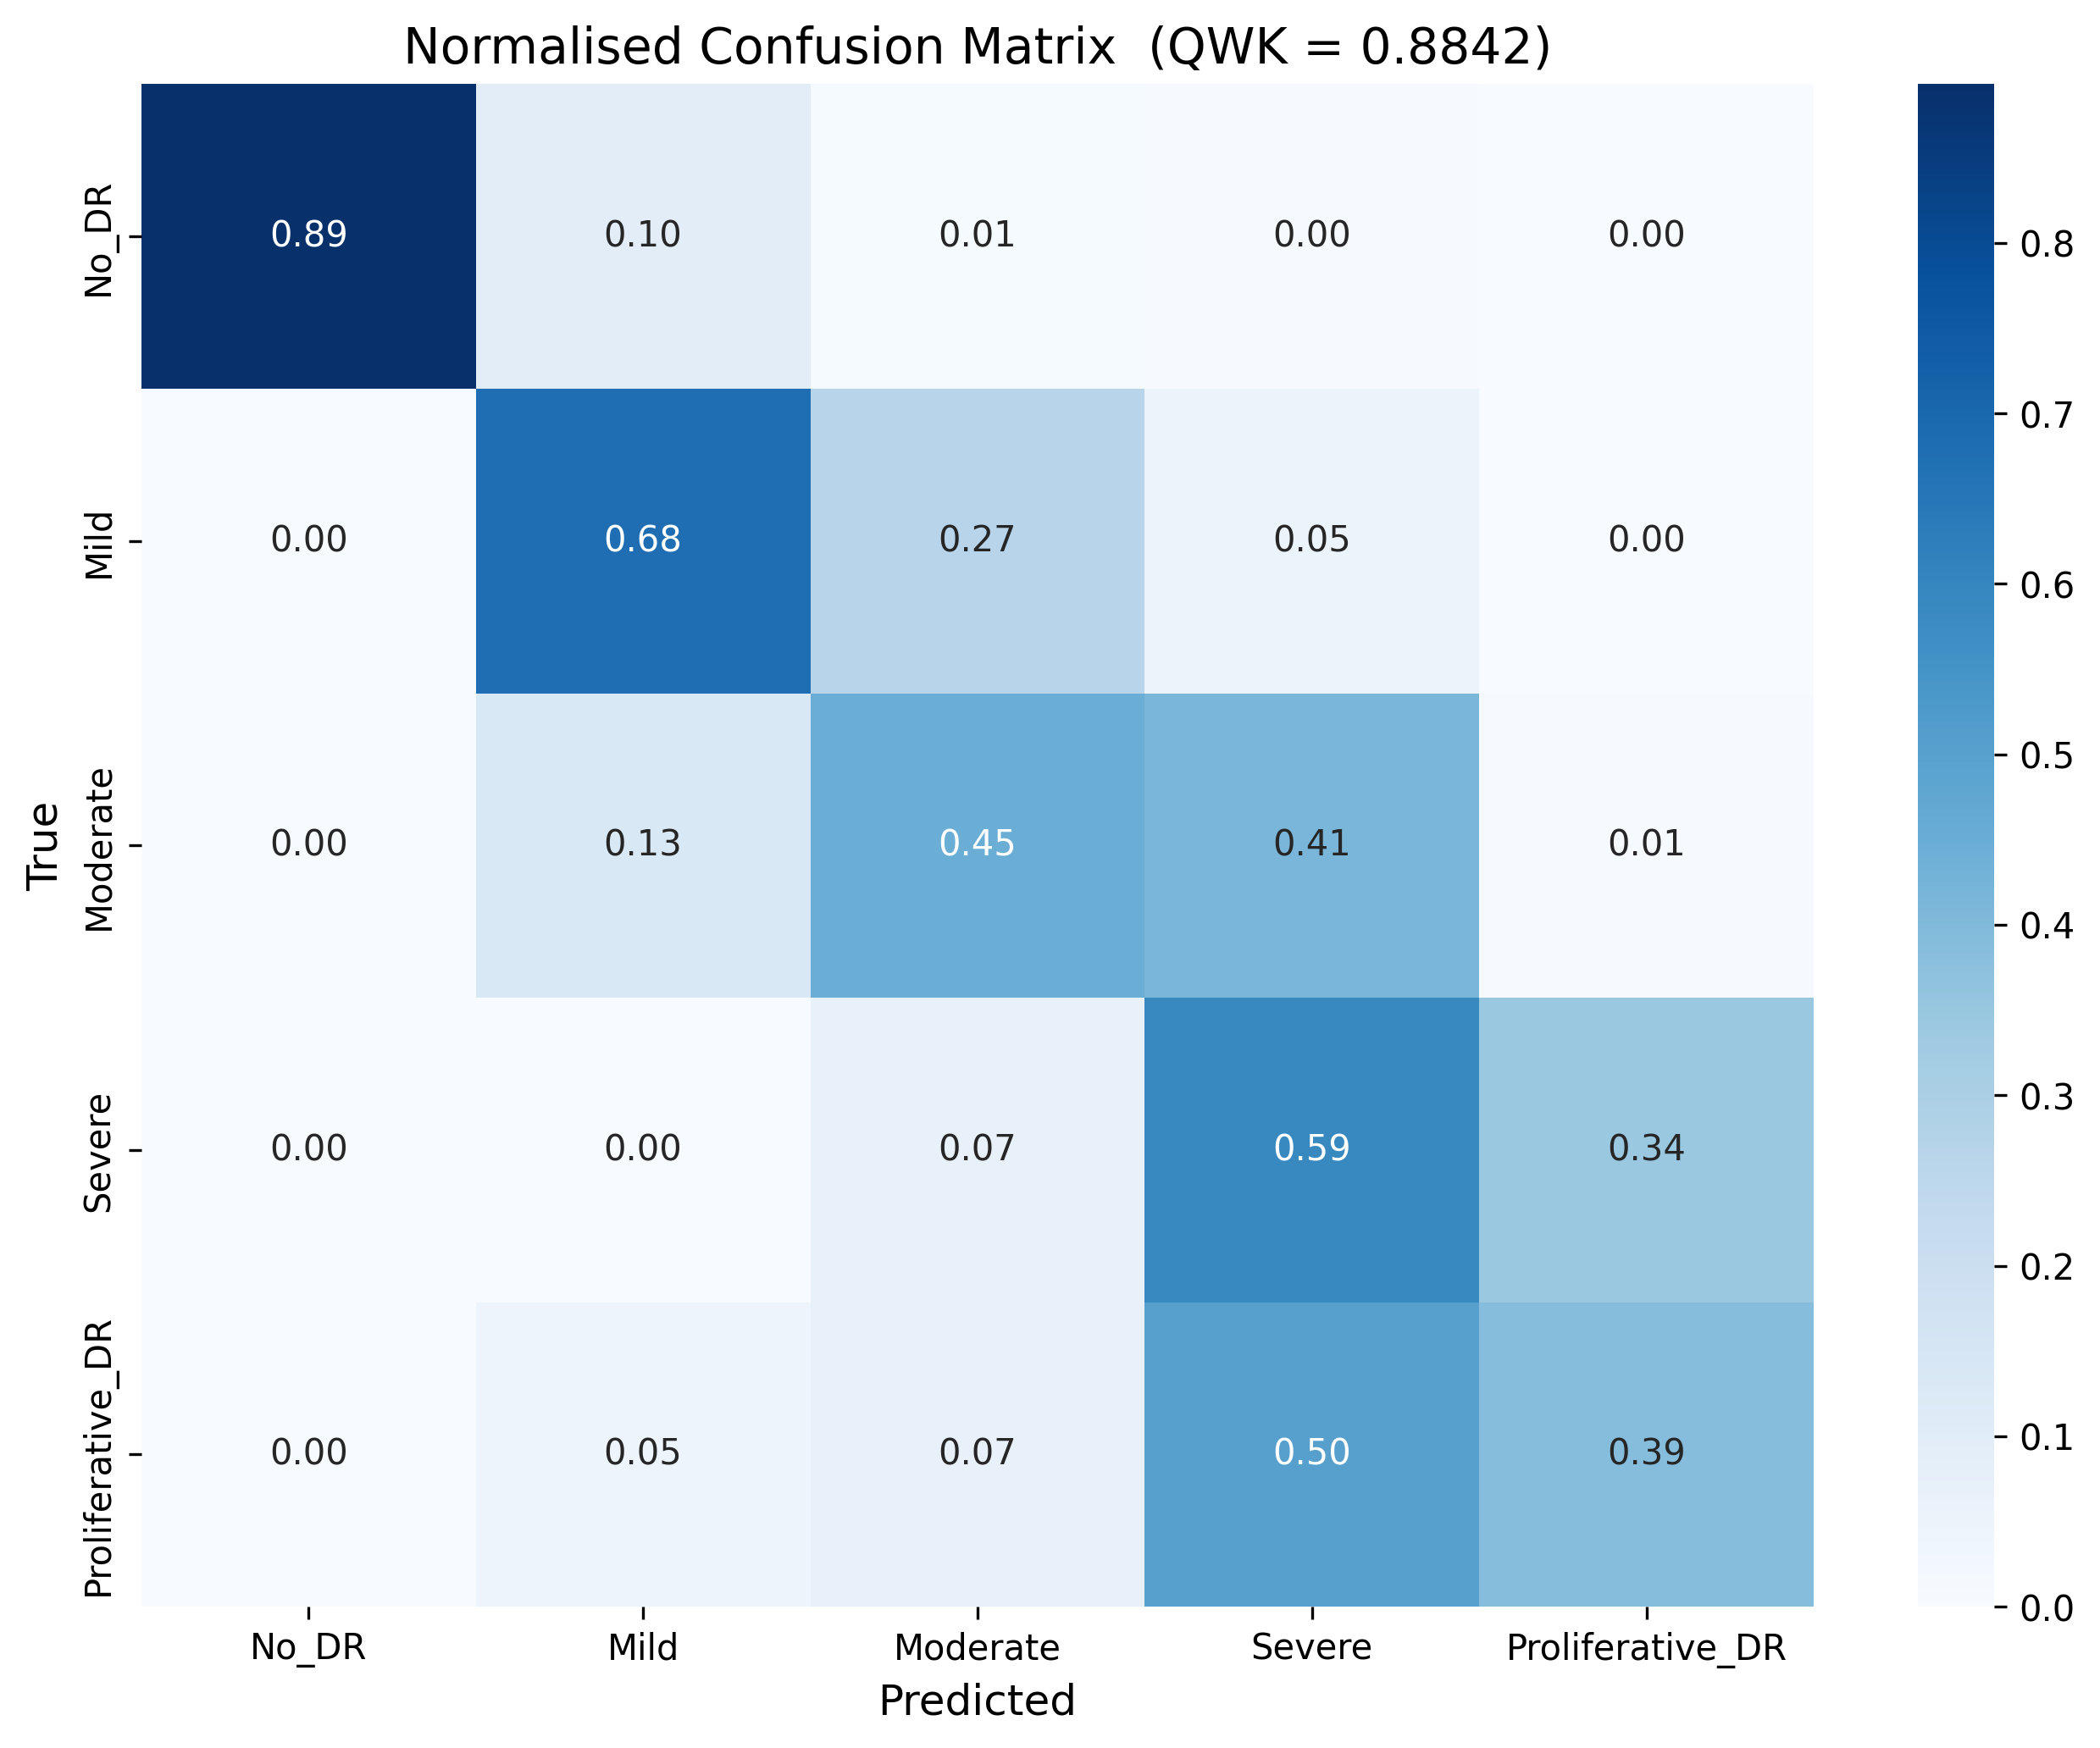 Normalised Confusion Matrix  (QWK = 0.8842)
No_DR 0.89 0.10 0.01 0.00 0.00
Mild 0.00 0.68 0.27 0.05 0.00
Moderate 0.00 0.13 0.45 0.41 0.01
Severe 0.00 0.00 0.07 0.59 0.34
Proliferative_DR 0.00 0.05 0.07 0.50 0.39
True
No_DR Mild Moderate Severe Proliferative_DR
Predicted
0.8
0.7
0.6
0.5
0.4
0.3
0.2
0.1
0.0